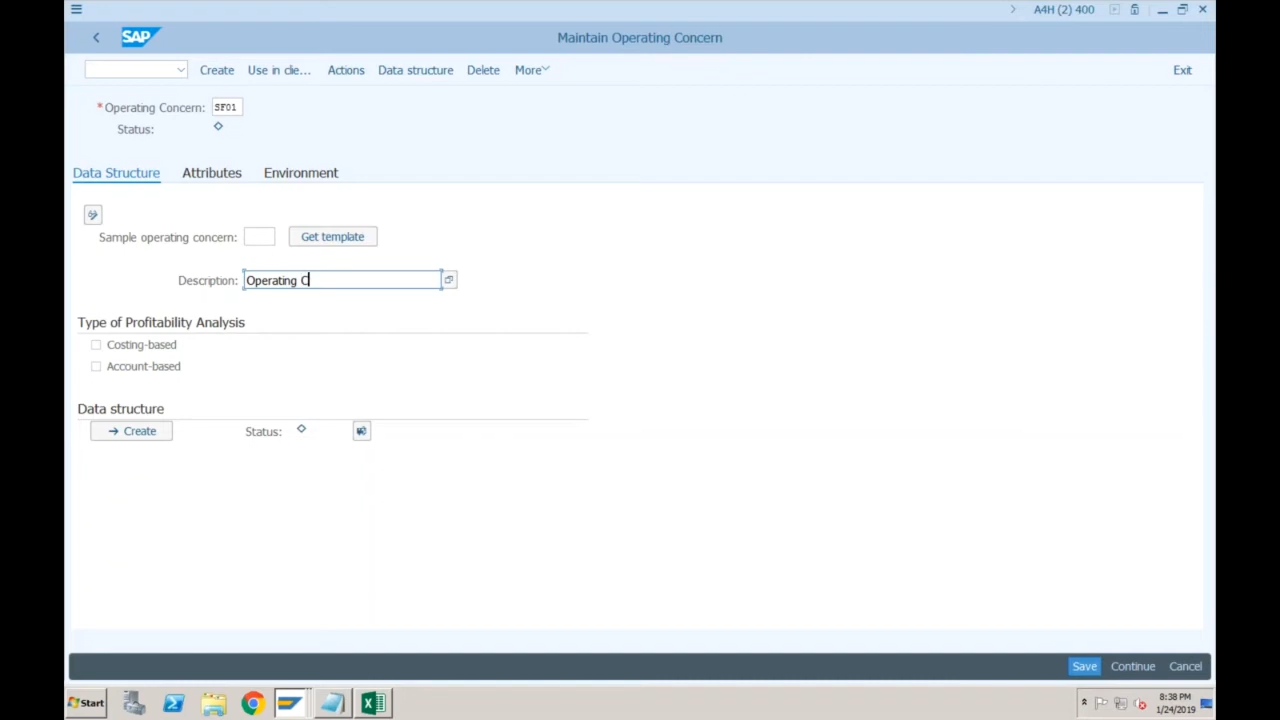 A4H (2) 400
SAP
Maintain Operating Concern
Create Use in clie... Actions Data structure Delete More Exit
*Operating Concern: SF01
Status:
Data Structure Attributes Environment
Sample operating concern: Get template
Description: Operating C
Type of Profitability Analysis
Costing-based
Account-based
Data structure
Create Status:
Save Continue Cancel
Start 8:38 PM
1/24/2019